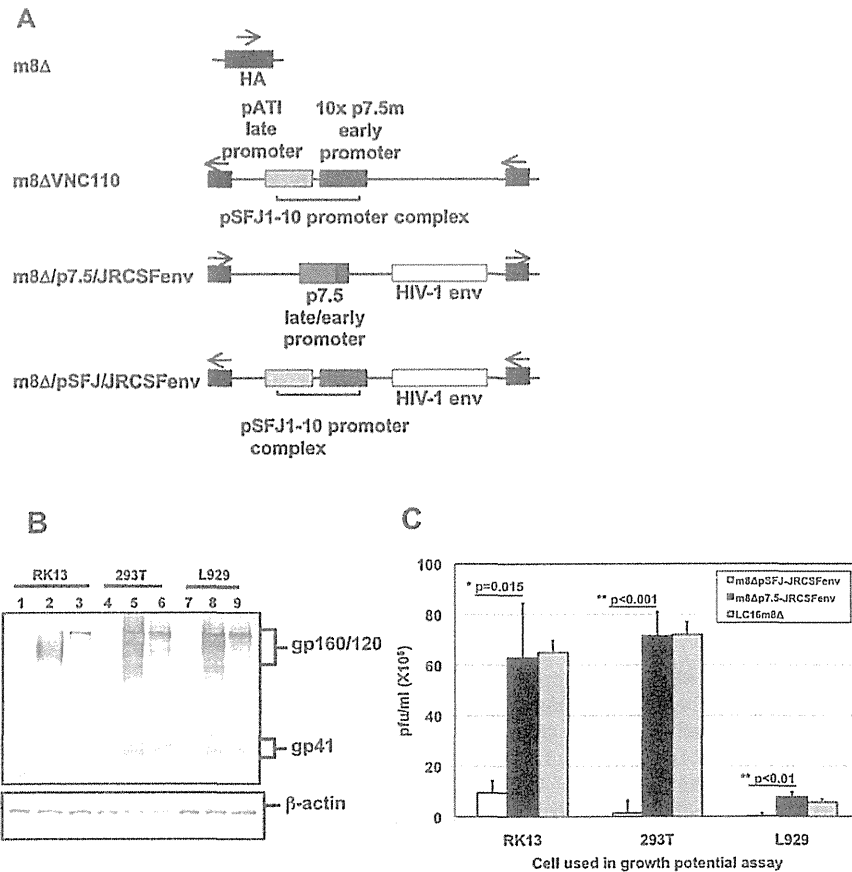 A
m8Δ
HA
pATI
late
promoter
10x p7.5m
early
promoter
m8ΔVNC110
pSFJ1-10 promoter complex
m8Δ/p7.5/JRCSFenv
p7.5
late/early
promoter
HIV-1 env
m8Δ/pSFJ/JRCSFenv
HIV-1 env
pSFJ1-10 promoter
complex
B
RK13 293T L929
1 2 3 4 5 6 7 8 9
gp160/120
gp41
β-actin
C
100
80
60
40
20
0
pfu/ml (X10⁵)
* p=0.015
** p<0.001
** p<0.01
m8ΔpSFJ-JRCSFenv
m8Δp7.5-JRCSFenv
LC16m8Δ
RK13 293T L929
Cell used in growth potential assay